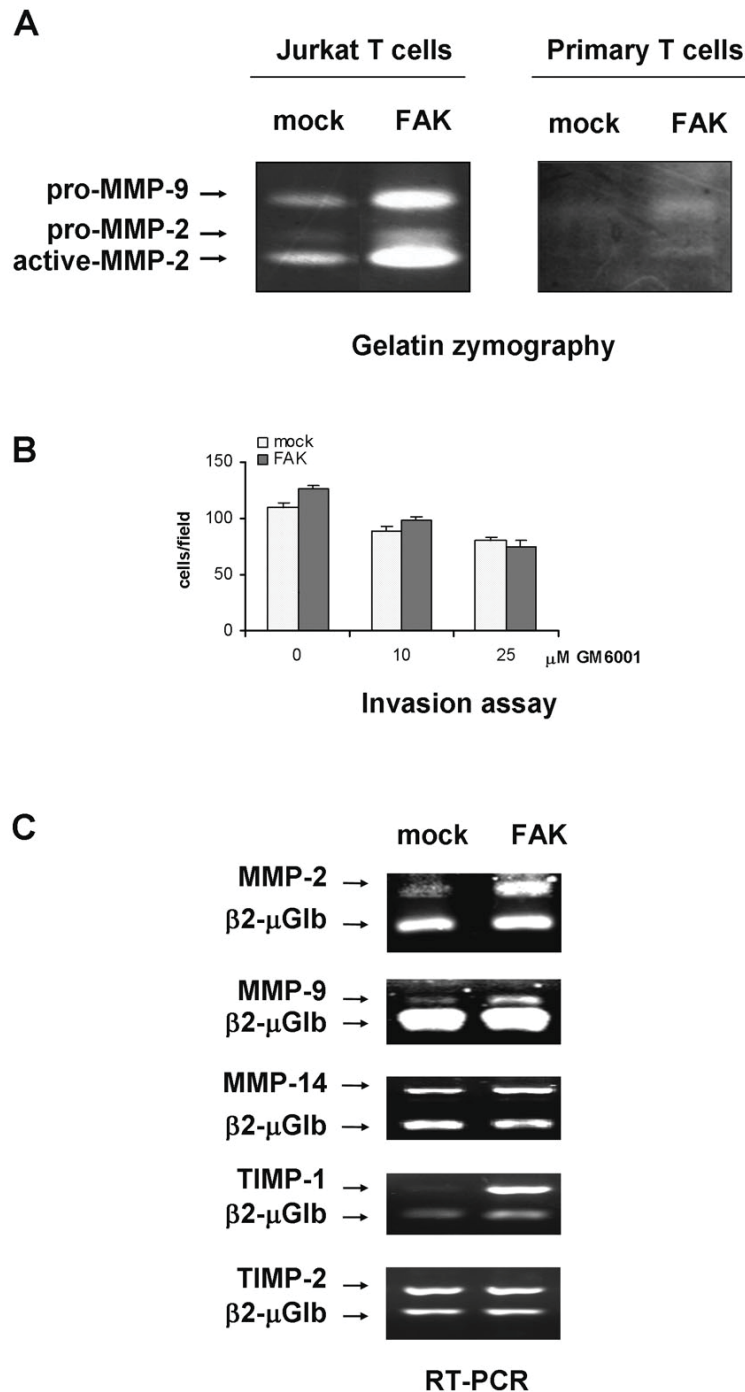 A
Jurkat T cells Primary T cells
mock FAK mock FAK
pro-MMP-9
pro-MMP-2
active-MMP-2
Gelatin zymography
B
mock
FAK
150
100
50
0
cells/field
0 10 25 μM GM6001
Invasion assay
C
mock FAK
MMP-2
β2-μGlb
MMP-9
β2-μGlb
MMP-14
β2-μGlb
TIMP-1
β2-μGlb
TIMP-2
β2-μGlb
RT-PCR